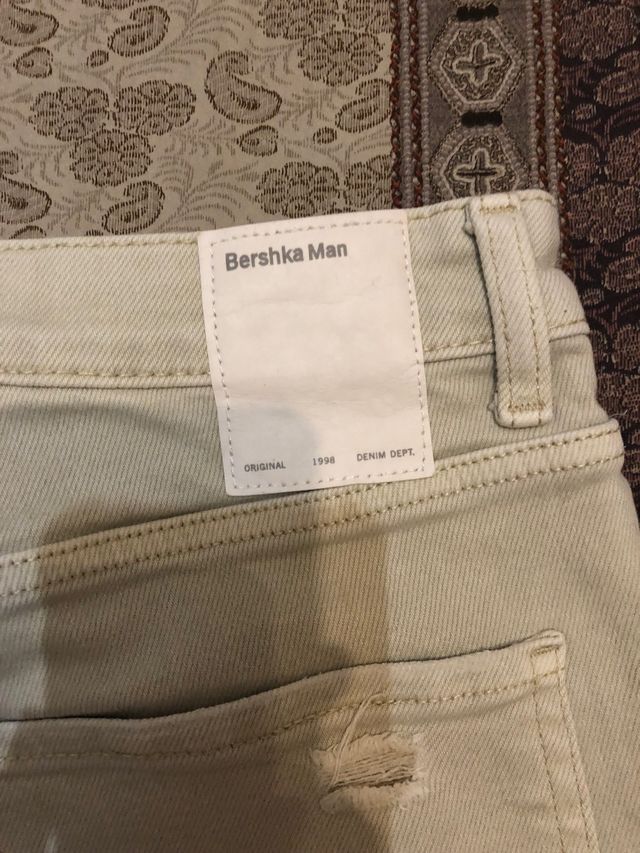 Bershka Man
ORIGINAL 1998 DENIM DEPT.